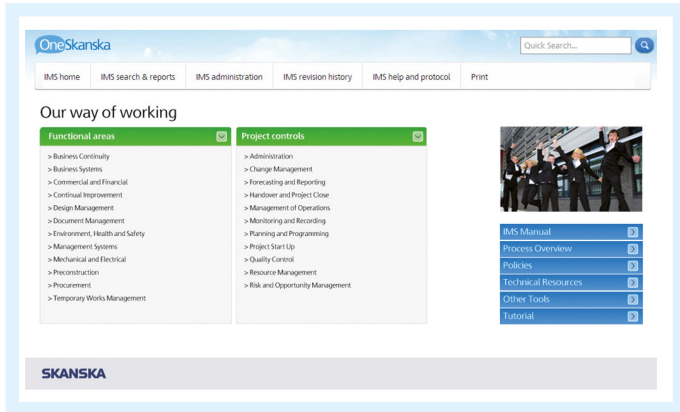 OneSkanska
Quick Search...
IMS home IMS search & reports IMS administration IMS revision history IMS help and protocol Print
Our way of working
Functional areas
> Business Continuity
> Business Systems
> Commercial and Financial
> Continual Improvement
> Design Management
> Document Management
> Environment, Health and Safety
> Management Systems
> Mechanical and Electrical
> Preconstruction
> Procurement
> Temporary Works Management
Project controls
> Administration
> Change Management
> Forecasting and Reporting
> Handover and Project Close
> Management of Operations
> Monitoring and Recording
> Planning and Programming
> Project Start Up
> Quality Control
> Resource Management
> Risk and Opportunity Management
IMS Manual
Process Overview
Policies
Technical Resources
Other Tools
Tutorial
SKANSKA